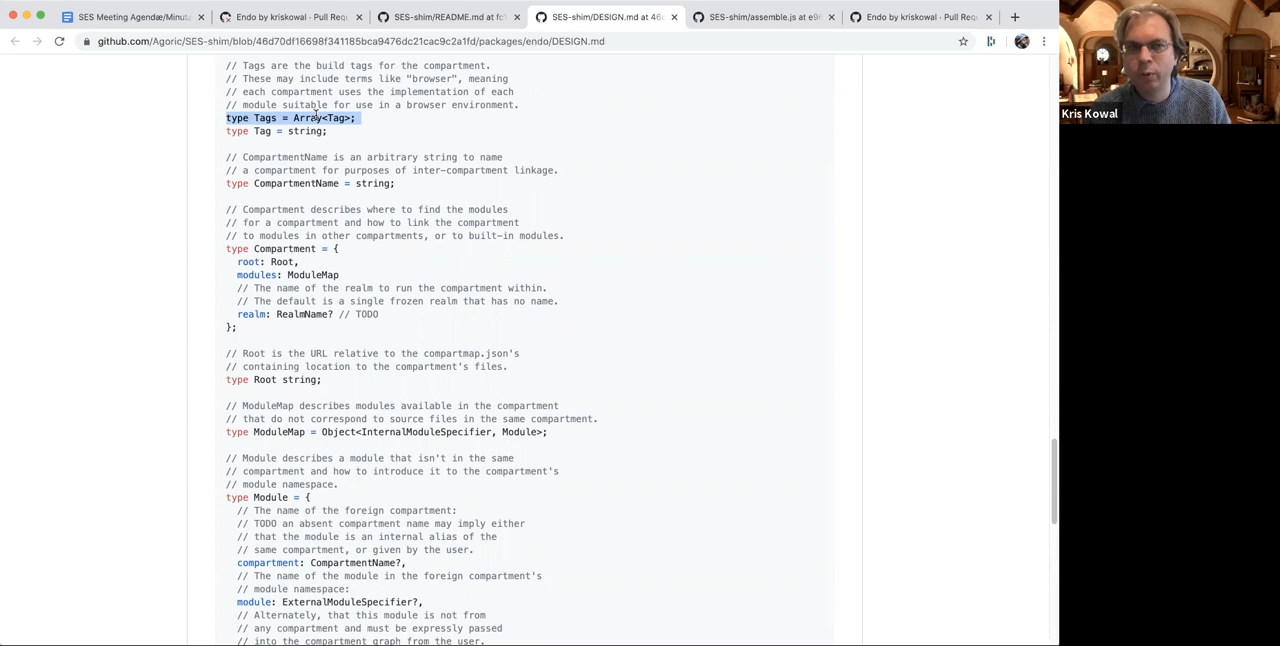 SES Meeting Agendæ/Minut
Endo by kriskowal · Pull Requ
SES-shim/README.md at fc1
SES-shim/DESIGN.md at 46d
SES-shim/assemble.js at e96
Endo by kriskowal · Pull Requ
github.com/Agoric/SES-shim/blob/46d70df16698f341185bca9476dc21cac9c2a1fd/packages/endo/DESIGN.md
// Tags are the build tags for the compartment.
// These may include terms like "browser", meaning
// each compartment uses the implementation of each
// module suitable for use in a browser environment.
type Tags = Array<Tag>;
type Tag = string;
// CompartmentName is an arbitrary string to name
// a compartment for purposes of inter-compartment linkage.
type CompartmentName = string;
// Compartment describes where to find the modules
// for a compartment and how to link the compartment
// to modules in other compartments, or to built-in modules.
type Compartment = {
root: Root,
modules: ModuleMap
// The name of the realm to run the compartment within.
// The default is a single frozen realm that has no name.
realm: RealmName? // TODO
};
// Root is the URL relative to the compartmap.json's
// containing location to the compartment's files.
type Root string;
// ModuleMap describes modules available in the compartment
// that do not correspond to source files in the same compartment.
type ModuleMap = Object<InternalModuleSpecifier, Module>;
// Module describes a module that isn't in the same
// compartment and how to introduce it to the compartment's
// module namespace.
type Module = {
// The name of the foreign compartment:
// TODO an absent compartment name may imply either
// that the module is an internal alias of the
// same compartment, or given by the user.
compartment: CompartmentName?,
// The name of the module in the foreign compartment's
// module namespace:
module: ExternalModuleSpecifier?,
// Alternately, that this module is not from
// any compartment and must be expressly passed
// into the compartment graph from the user.
Kris Kowal